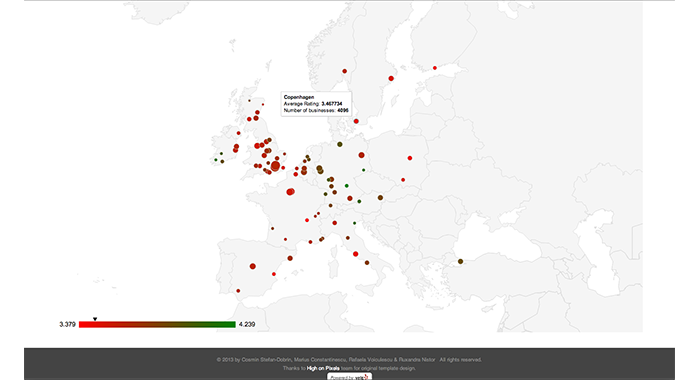 Copenhagen
Average Rating: 3.467734
Number of businesses: 4096
3.379
4.239
© 2013 by Cosmin Stefan-Dobrin, Marius Constantinescu, Rafaela Voiculescu & Ruxandra Nistor All rights reserved.
Thanks to High on Pixels team for original template design.
Powered by yelp